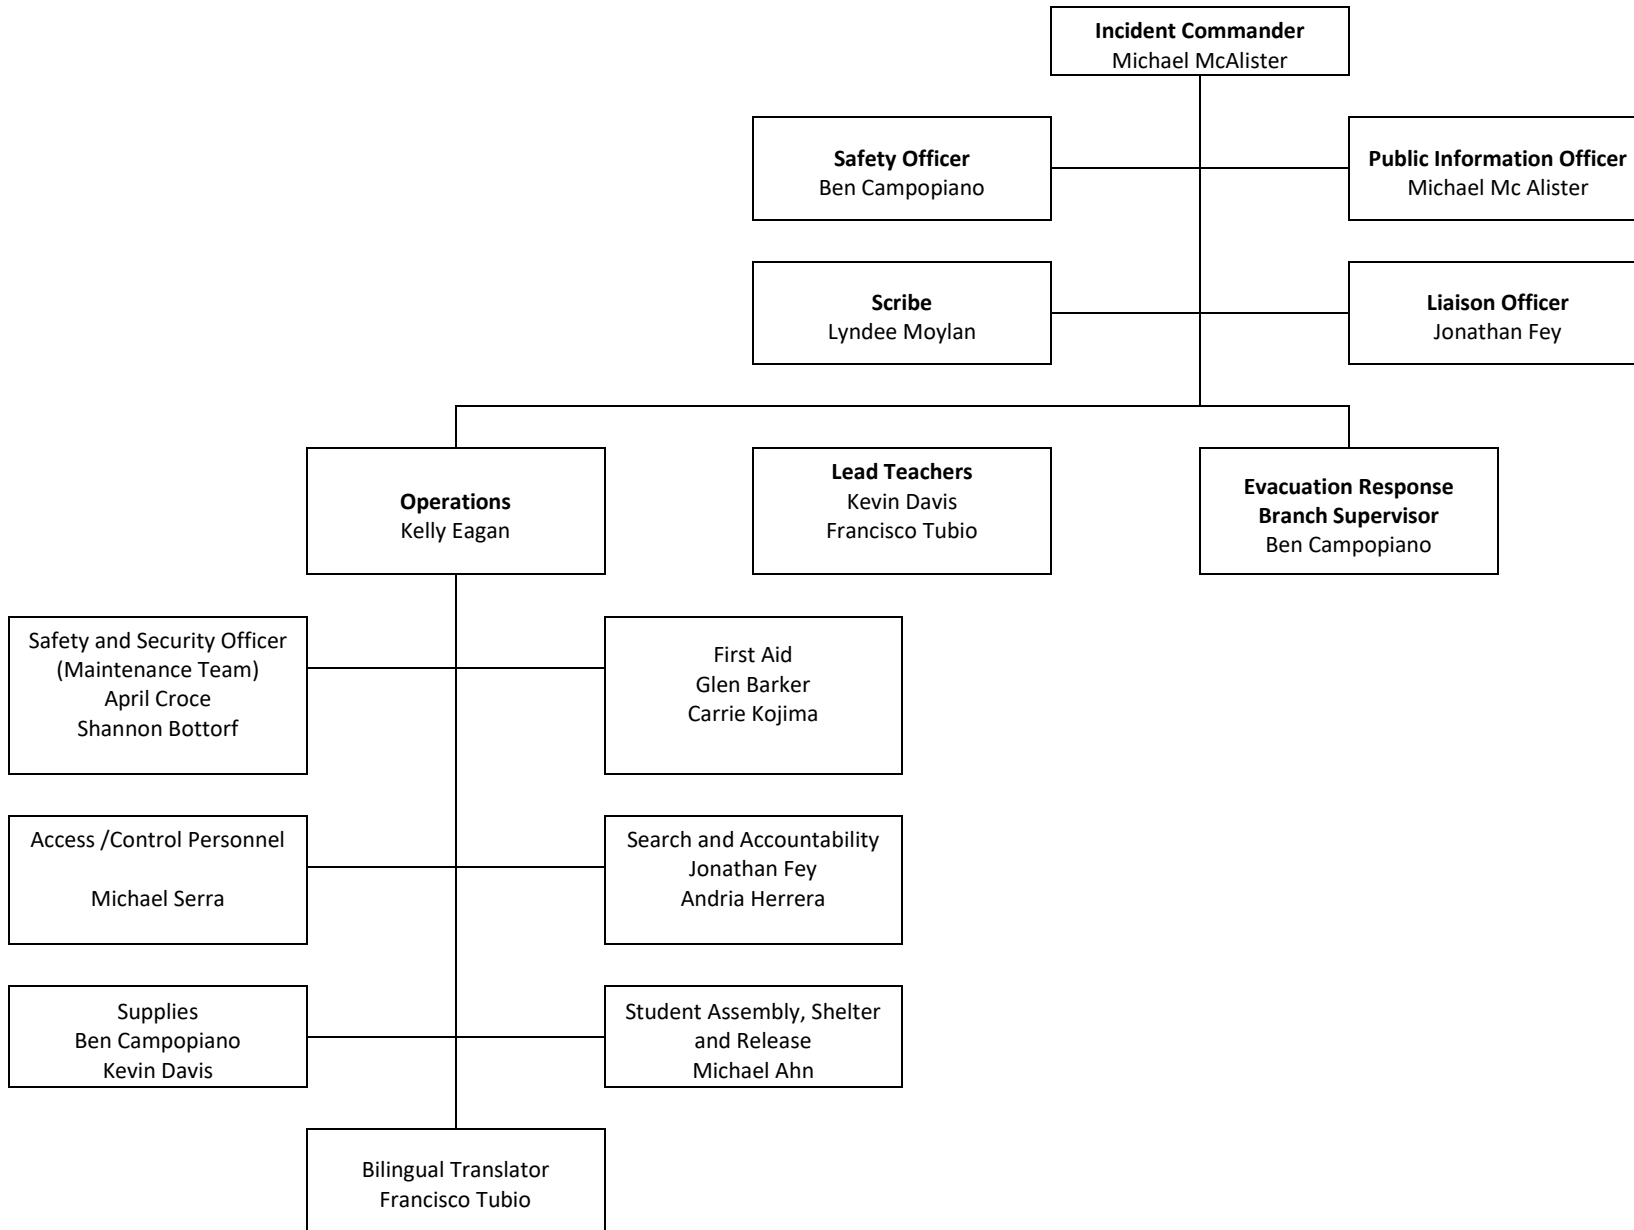 Incident Commander
Michael McAlister
Safety Officer
Ben Campopiano
Public Information Officer
Michael Mc Alister
Scribe
Lyndee Moylan
Liaison Officer
Jonathan Fey
Operations
Kelly Eagan
Lead Teachers
Kevin Davis
Francisco Tubio
Evacuation Response
Branch Supervisor
Ben Campopiano
Safety and Security Officer
(Maintenance Team)
April Croce
Shannon Bottorf
First Aid
Glen Barker
Carrie Kojima
Access /Control Personnel
Michael Serra
Search and Accountability
Jonathan Fey
Andria Herrera
Supplies
Ben Campopiano
Kevin Davis
Student Assembly, Shelter
and Release
Michael Ahn
Bilingual Translator
Francisco Tubio